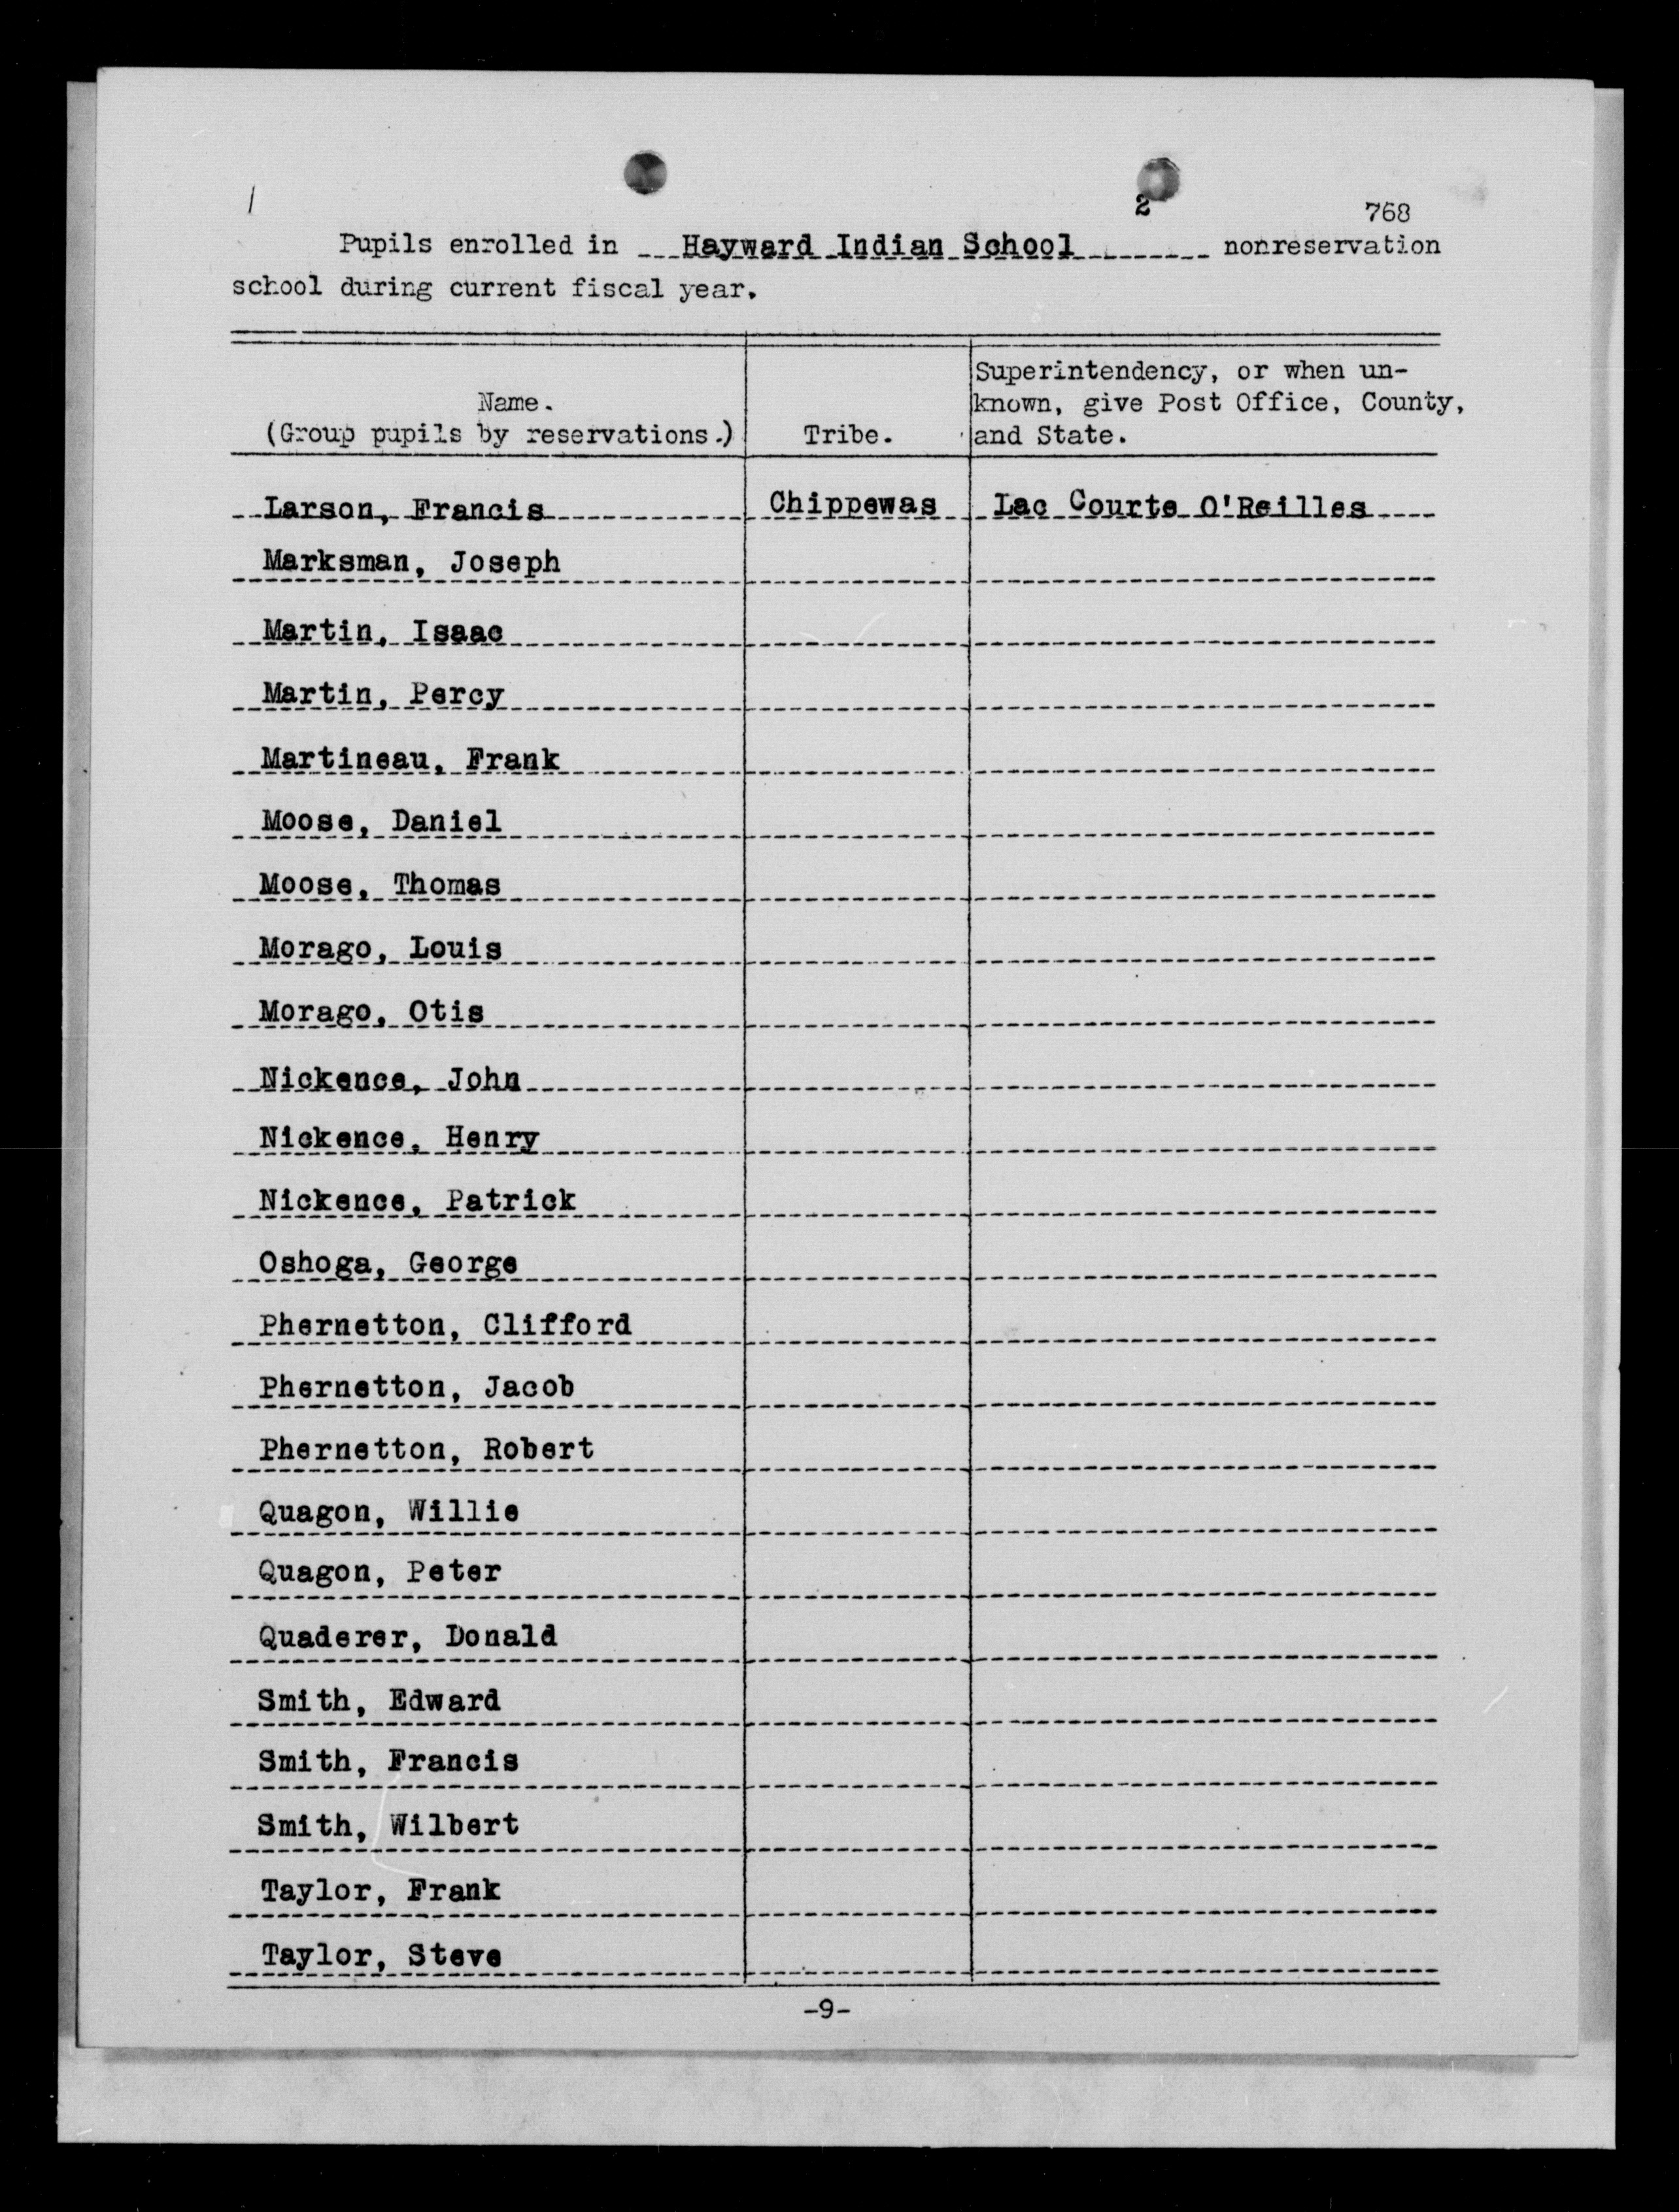 /
2
768
Pupils enrolled in Hayward Indian School nonreservation
school during current fiscal year.
Name.
(Group pupils by reservations.)
Tribe.
Superintendency, or when un-
known, give Post Office, County,
and State.
Larson, Francis Chippewas Lac Courte O'Reilles
Marksman, Joseph
Martin, Isaac
Martin, Percy
Martineau, Frank
Moose, Daniel
Moose, Thomas
Morago, Louis
Morago, Otis
Nickence, John
Nickence, Henry
Nickence, Patrick
Oshoga, George
Phernetton, Clifford
Phernetton, Jacob
Phernetton, Robert
Quagon, Willie
Quagon, Peter
Quaderer, Donald
Smith, Edward
Smith, Francis
Smith, Wilbert
Taylor, Frank
Taylor, Steve
-9-